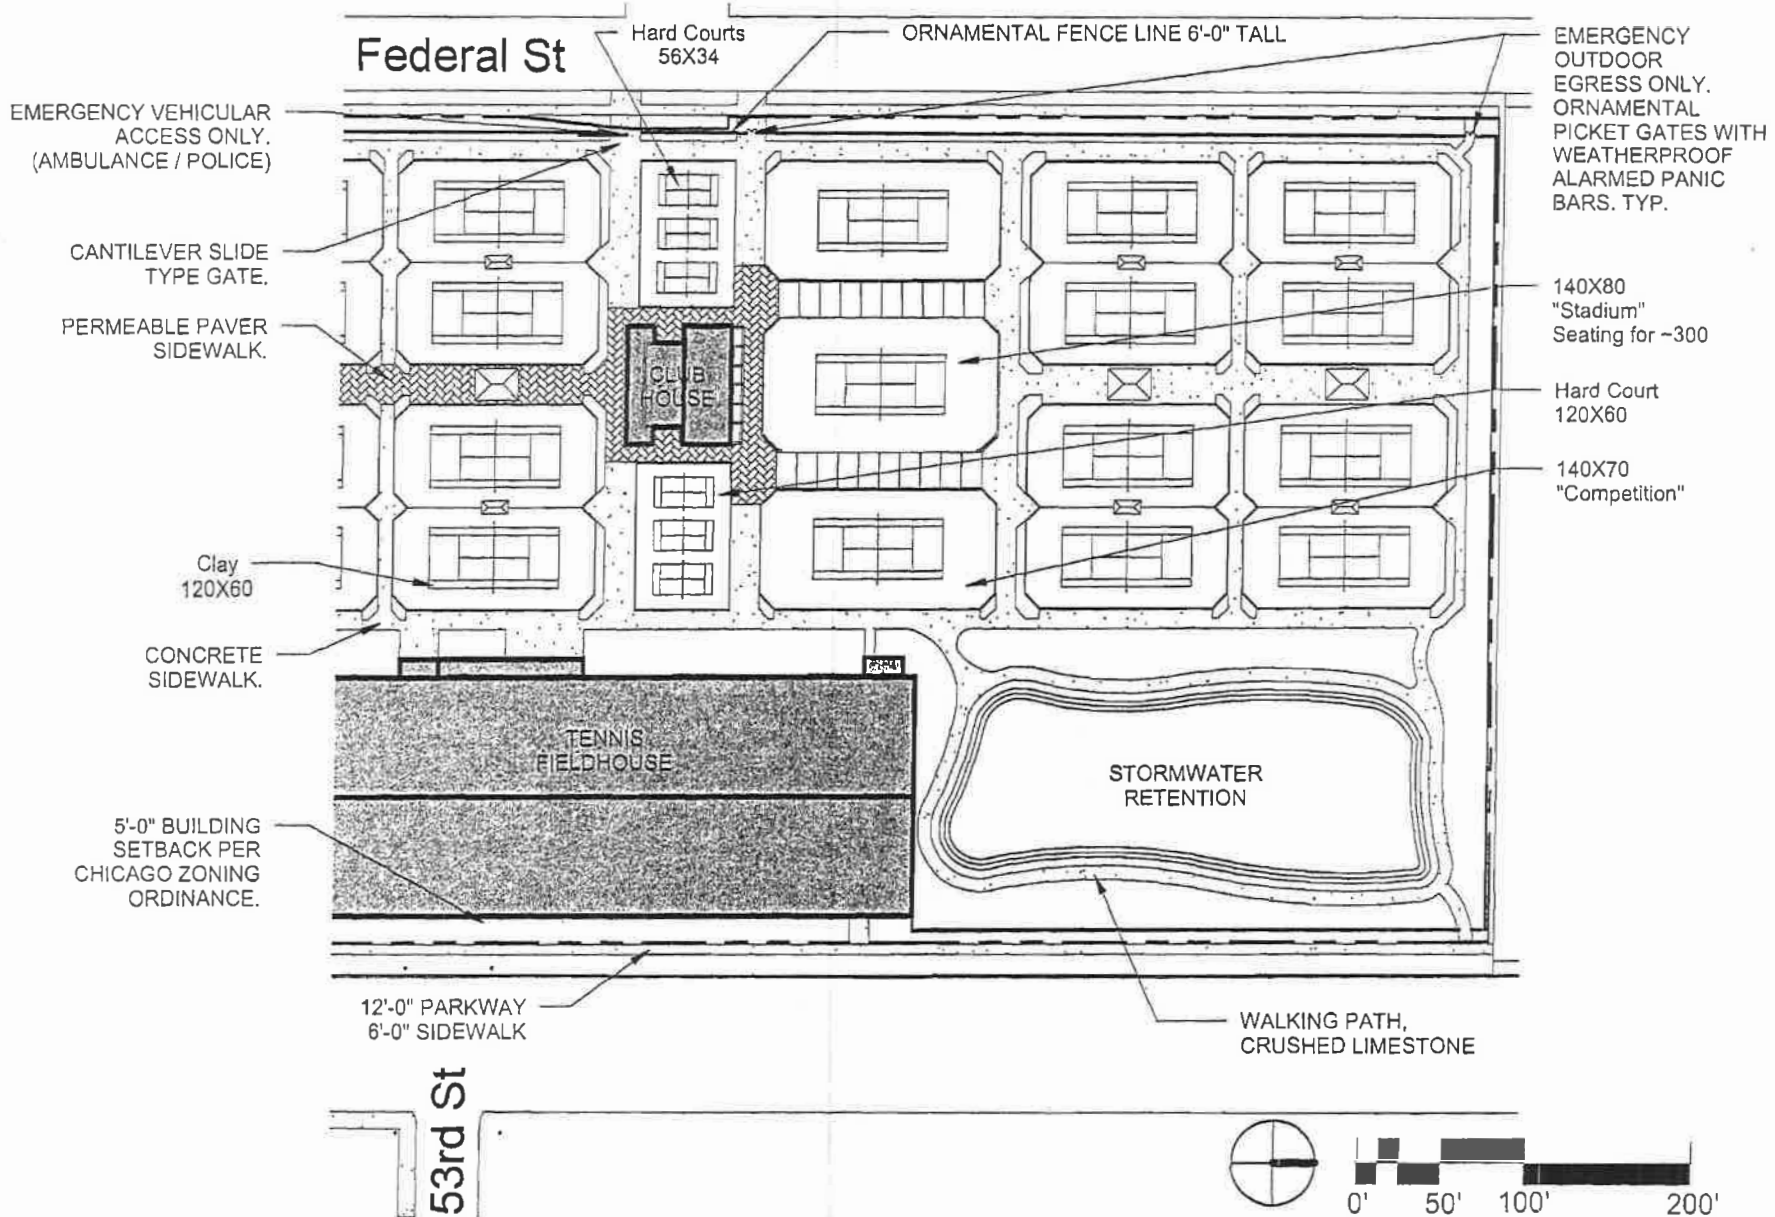 Federal St
Hard Courts
56X34
ORNAMENTAL FENCE LINE 6'-0" TALL
EMERGENCY
OUTDOOR
EGRESS ONLY.
ORNAMENTAL
PICKET GATES WITH
WEATHERPROOF
ALARMED PANIC
BARS. TYP.
EMERGENCY VEHICULAR
ACCESS ONLY.
(AMBULANCE / POLICE)
CANTILEVER SLIDE
TYPE GATE.
PERMEABLE PAVER
SIDEWALK.
140X80
"Stadium"
Seating for ~300
CLUB
HOUSE
Hard Court
120X60
140X70
"Competition"
Clay
120X60
CONCRETE
SIDEWALK.
TENNIS
FIELDHOUSE
STORMWATER
RETENTION
5'-0" BUILDING
SETBACK PER
CHICAGO ZONING
ORDINANCE.
12'-0" PARKWAY
6'-0" SIDEWALK
WALKING PATH,
CRUSHED LIMESTONE
53rd St
0' 50' 100' 200'